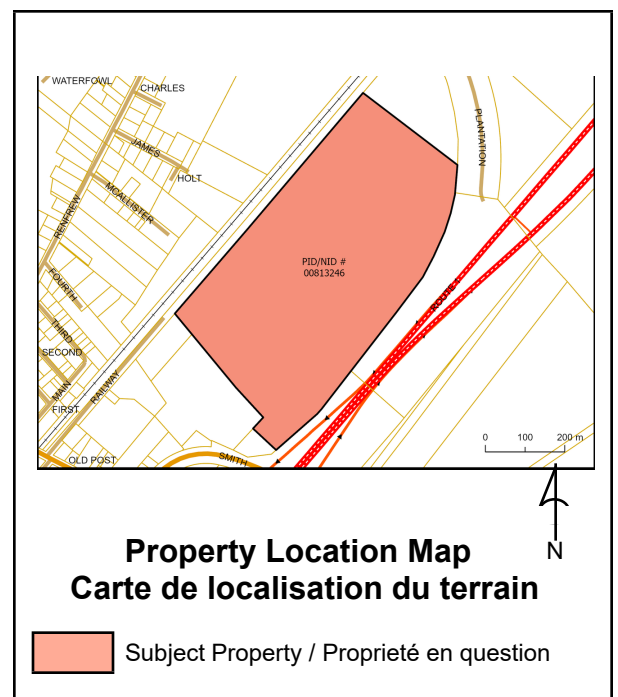 WATERFOWL
CHARLES
JAMES
HOLT
MCALLISTER
PLANTATION
RENFREW
PID/NID #
00813246
FOURTH
ROUTE
THIRD
SECOND
MAIN
RAILWAY
FIRST
OLD POST
SMITH
0 100 200 m
N
Property Location Map
Carte de localisation du terrain
Subject Property / Proprieté en question